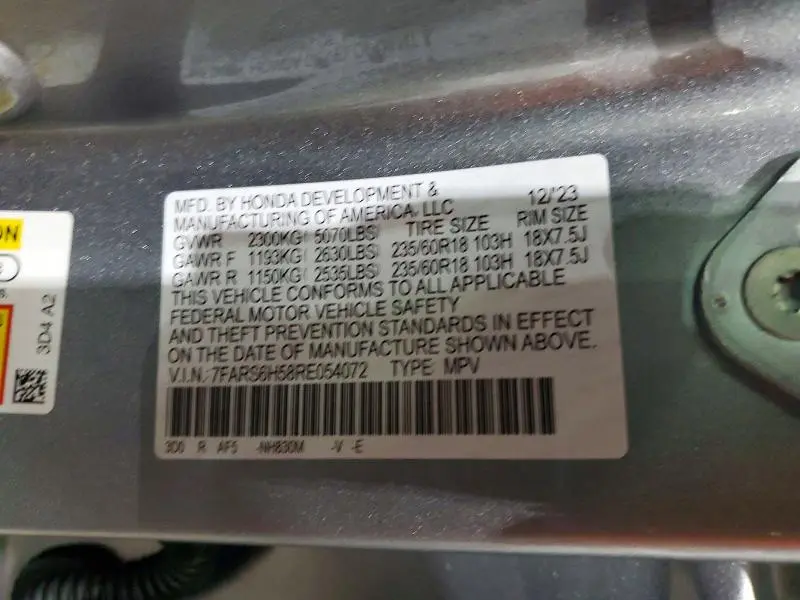 MFD. BY HONDA DEVELOPMENT & 12/'23
MANUFACTURING OF AMERICA, LLC
TIRE SIZE RIM SIZE
GVWR 2300KG( 5070LBS)
GAWR F 1193KG( 2630LBS) 235/60R18 103H 18X7.5J
GAWR R 1150KG( 2535LBS) 235/60R18 103H 18X7.5J
THIS VEHICLE CONFORMS TO ALL APPLICABLE
FEDERAL MOTOR VEHICLE SAFETY
AND THEFT PREVENTION STANDARDS IN EFFECT
ON THE DATE OF MANUFACTURE SHOWN ABOVE.
V.I.N.:7FARS6H58RE054072 TYPE: MPV
3D0 R AF5 -NH830M -V -E
3D4 A2